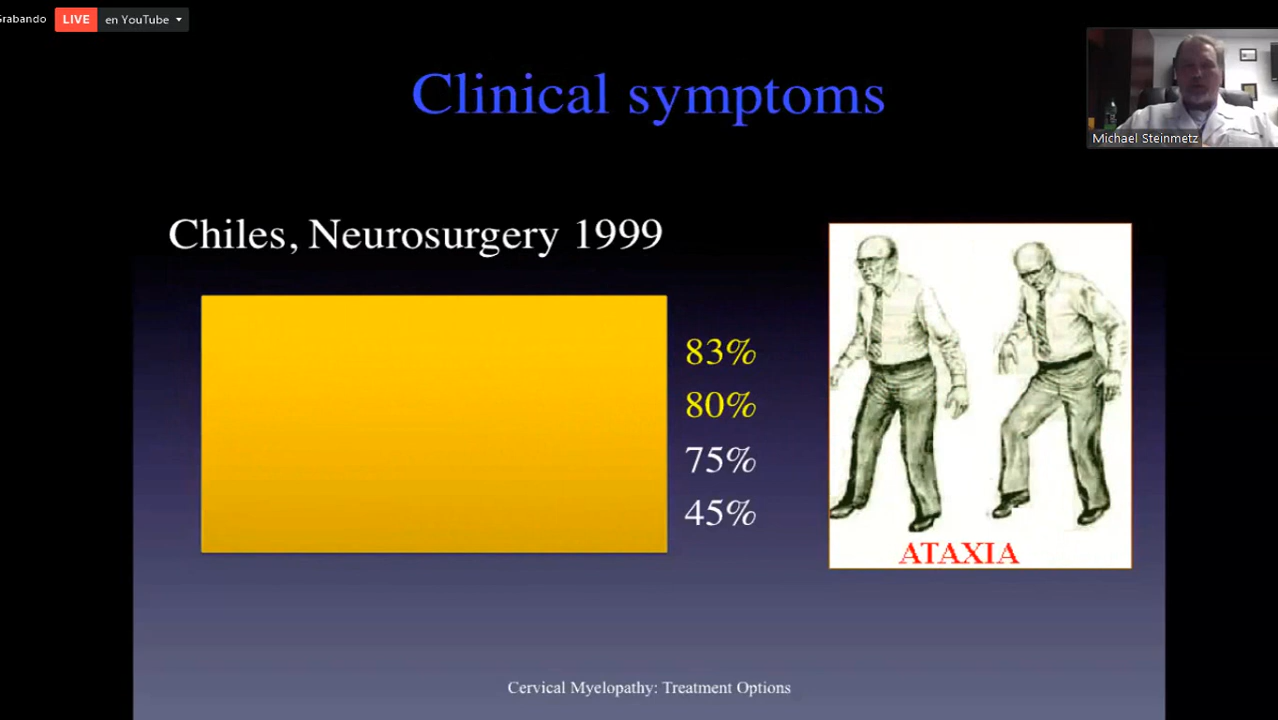 Grabando
LIVE en YouTube
Michael Steinmetz
Clinical symptoms
Chiles, Neurosurgery 1999
83%
80%
75%
45%
ATAXIA
Cervical Myelopathy: Treatment Options